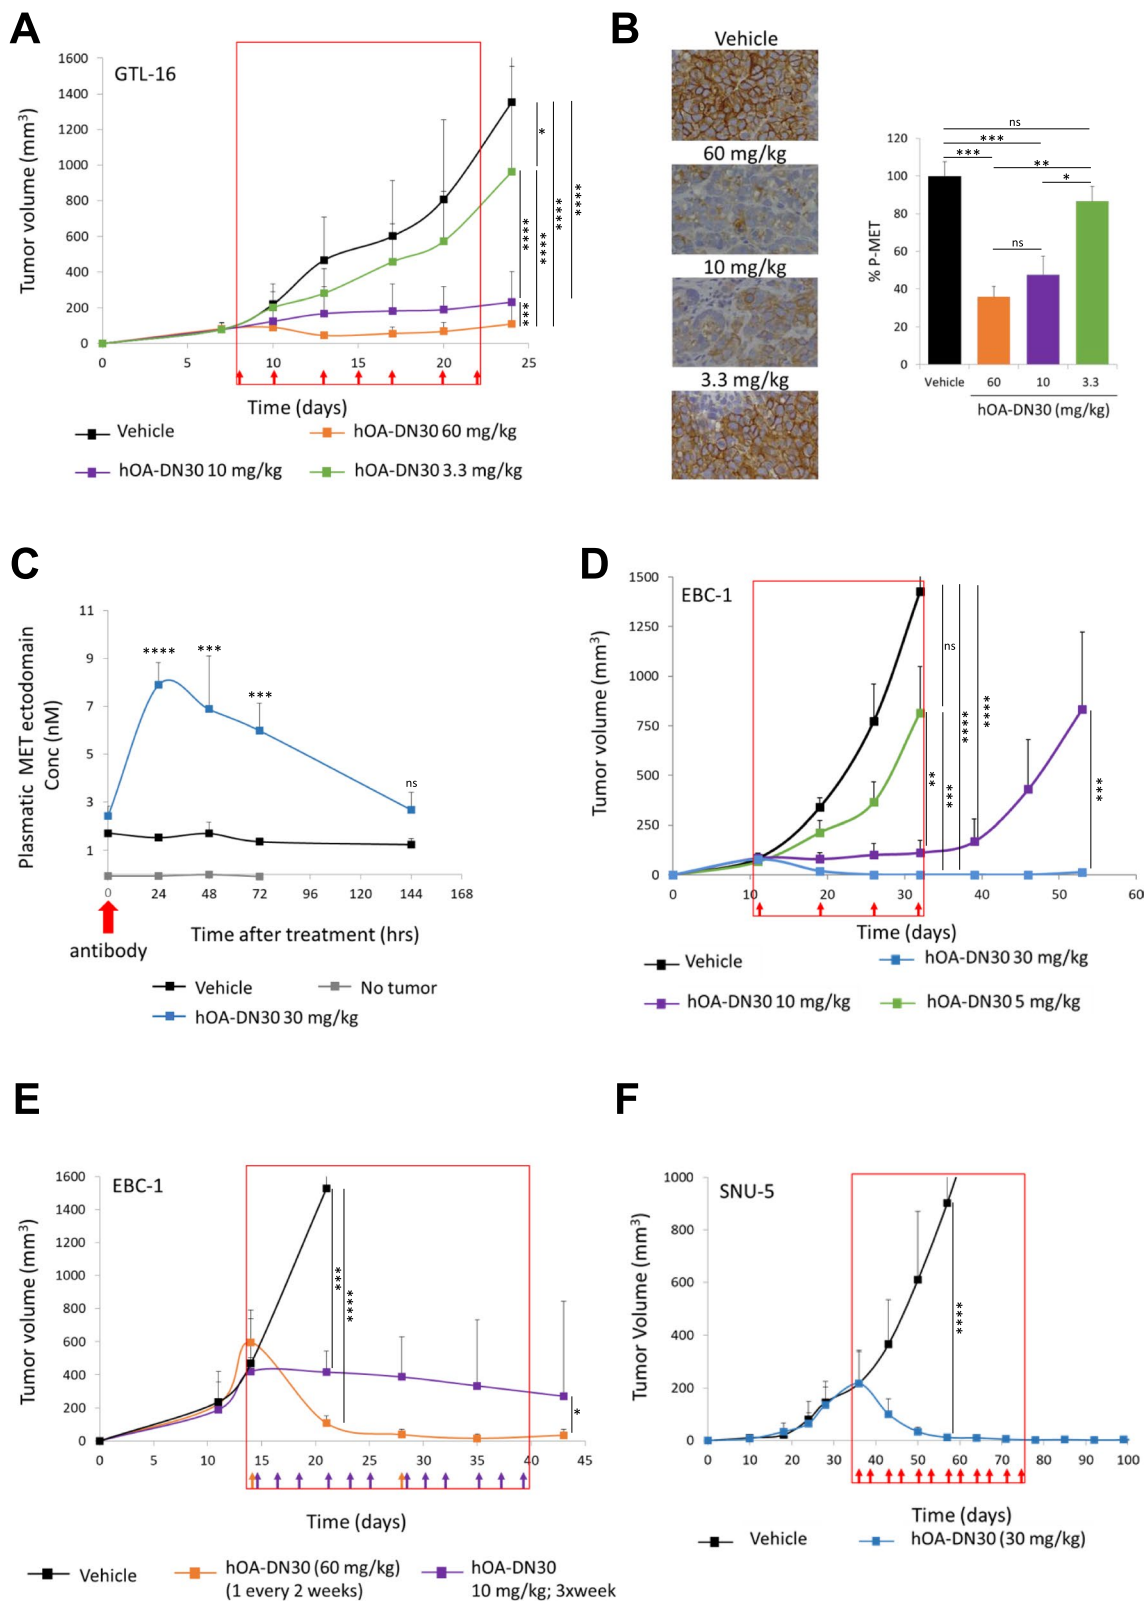 A
GTL-16
Tumor volume (mm³)
1600
1400
1200
1000
800
600
400
200
0
0 5 10 15 20 25
Time (days)
*
****
****
****
****
***
Vehicle
hOA-DN30 60 mg/kg
hOA-DN30 10 mg/kg
hOA-DN30 3.3 mg/kg
B
Vehicle
60 mg/kg
10 mg/kg
3.3 mg/kg
% P-MET
120
100
80
60
40
20
0
ns
***
***
**
*
ns
Vehicle 60 10 3.3
hOA-DN30 (mg/kg)
C
Plasmatic MET ectodomain
Conc (nM)
11
9
7
5
3
1
****
***
***
ns
0 24 48 72 96 120 144 168
Time after treatment (hrs)
antibody
Vehicle
No tumor
hOA-DN30 30 mg/kg
D
EBC-1
Tumor volume (mm³)
1500
1250
1000
750
500
250
0
0 10 20 30 40 50 60
Time (days)
ns
**
***
****
****
***
Vehicle
hOA-DN30 30 mg/kg
hOA-DN30 10 mg/kg
hOA-DN30 5 mg/kg
E
EBC-1
Tumor volume (mm³)
1600
1400
1200
1000
800
600
400
200
0
0 5 10 15 20 25 30 35 40 45
Time (days)
***
****
*
Vehicle
hOA-DN30 (60 mg/kg)
(1 every 2 weeks)
hOA-DN30
10 mg/kg; 3xweek
F
SNU-5
Tumor Volume (mm³)
1000
800
600
400
200
0
0 10 20 30 40 50 60 70 80 90 100
Time (days)
****
Vehicle
hOA-DN30 (30 mg/kg)